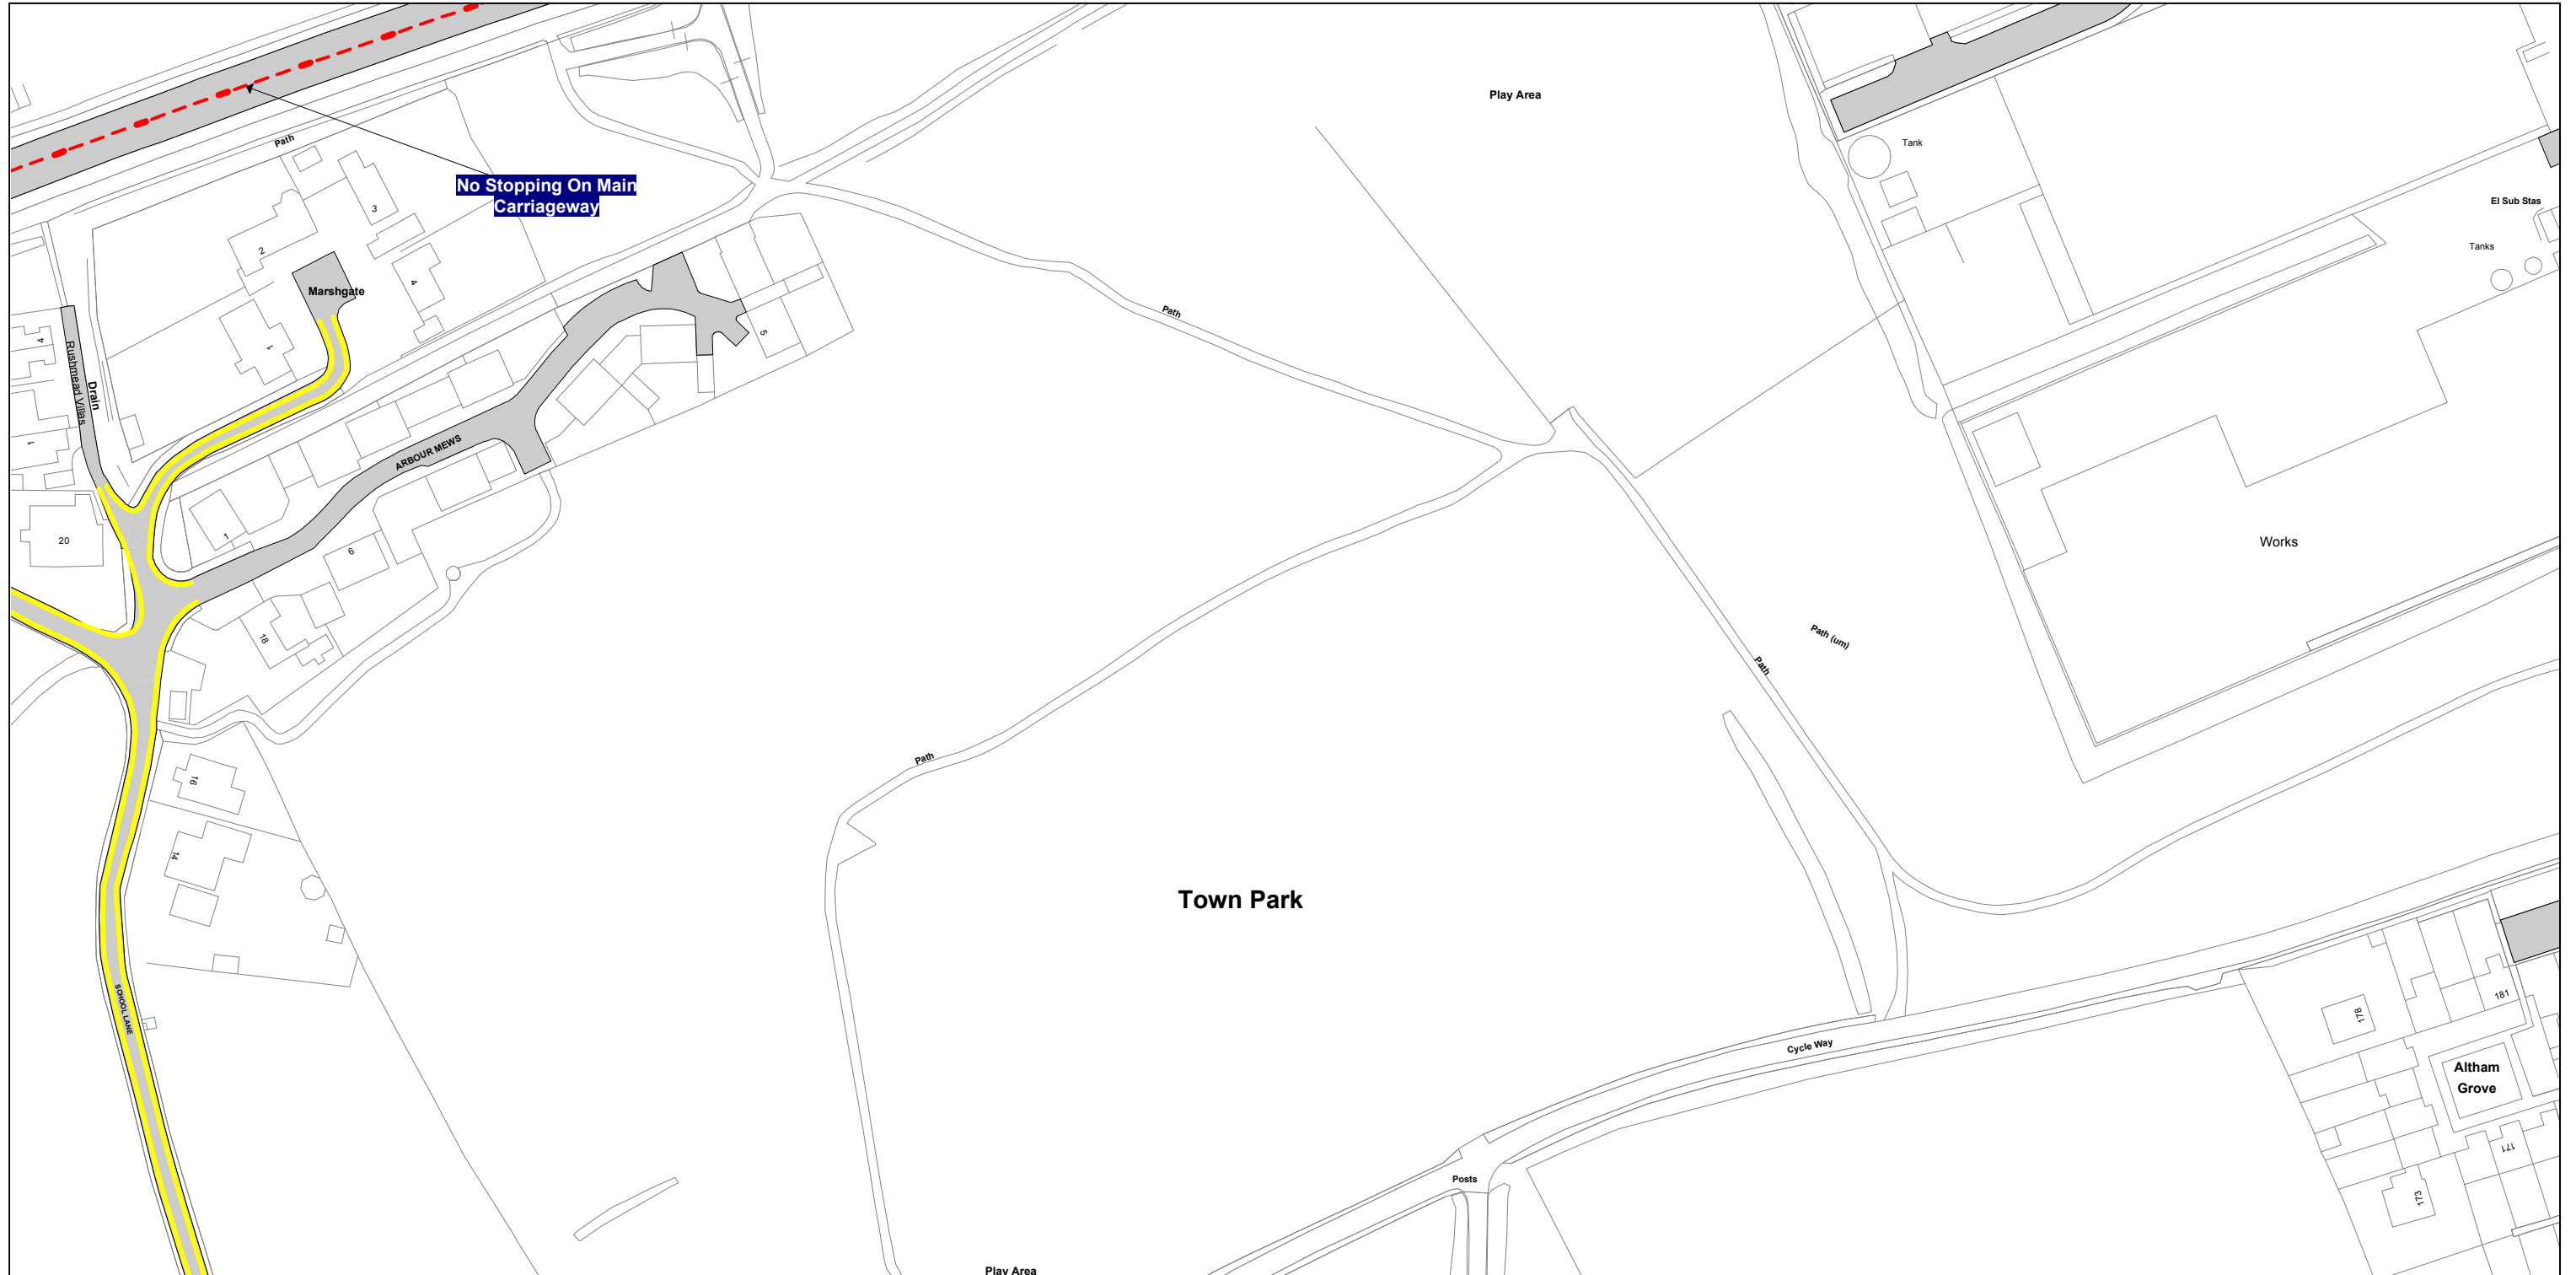 Play Area
Path
Tank
No Stopping On Main
Carriageway
El Sub Stas
3
2
4
Tanks
Marshgate
Path
4
Rushmead Villas
Drain
1
5
1
ARBOUR MEWS
1
20
6
Works
18
Path (um)
Path
16
Path
14
Town Park
SCHOOL LANE
181
178
Cycle Way
Altham
Grove
171
Posts
173
Play Area